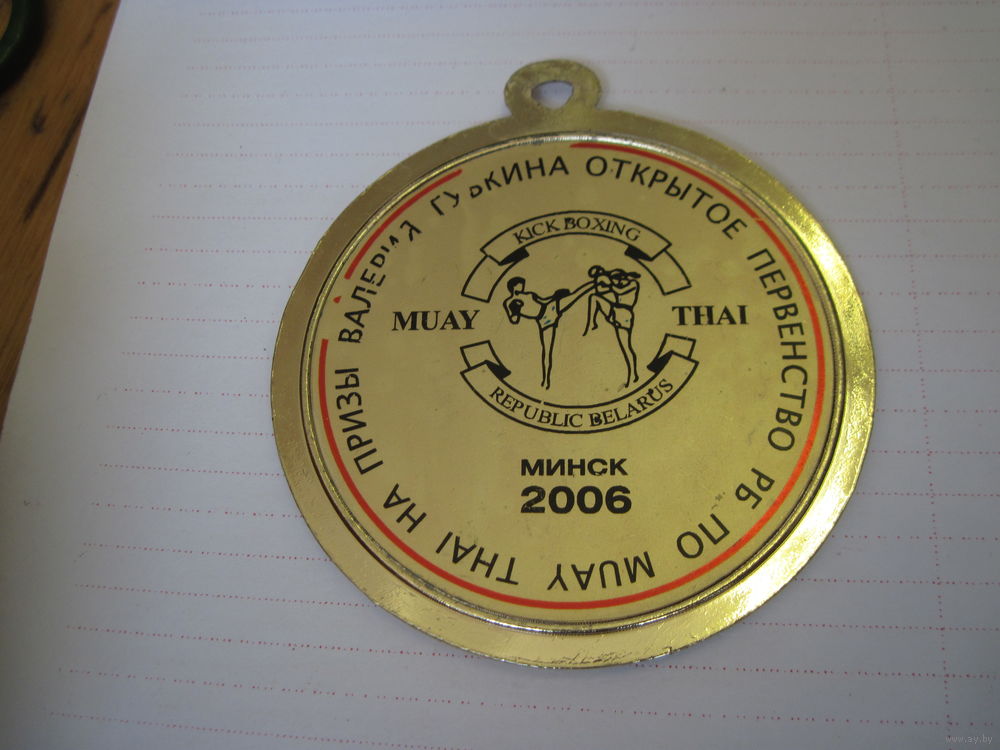 ОТКРЫТОЕ ПЕРВЕНСТВО РБ ПО MUAY THAI НА ПРИЗЫ ВАЛЕРИЯ ГУБКИНА
KICK BOXING
MUAY THAI
REPUBLIC BELARUS
МИНСК
2006
www.ay.by